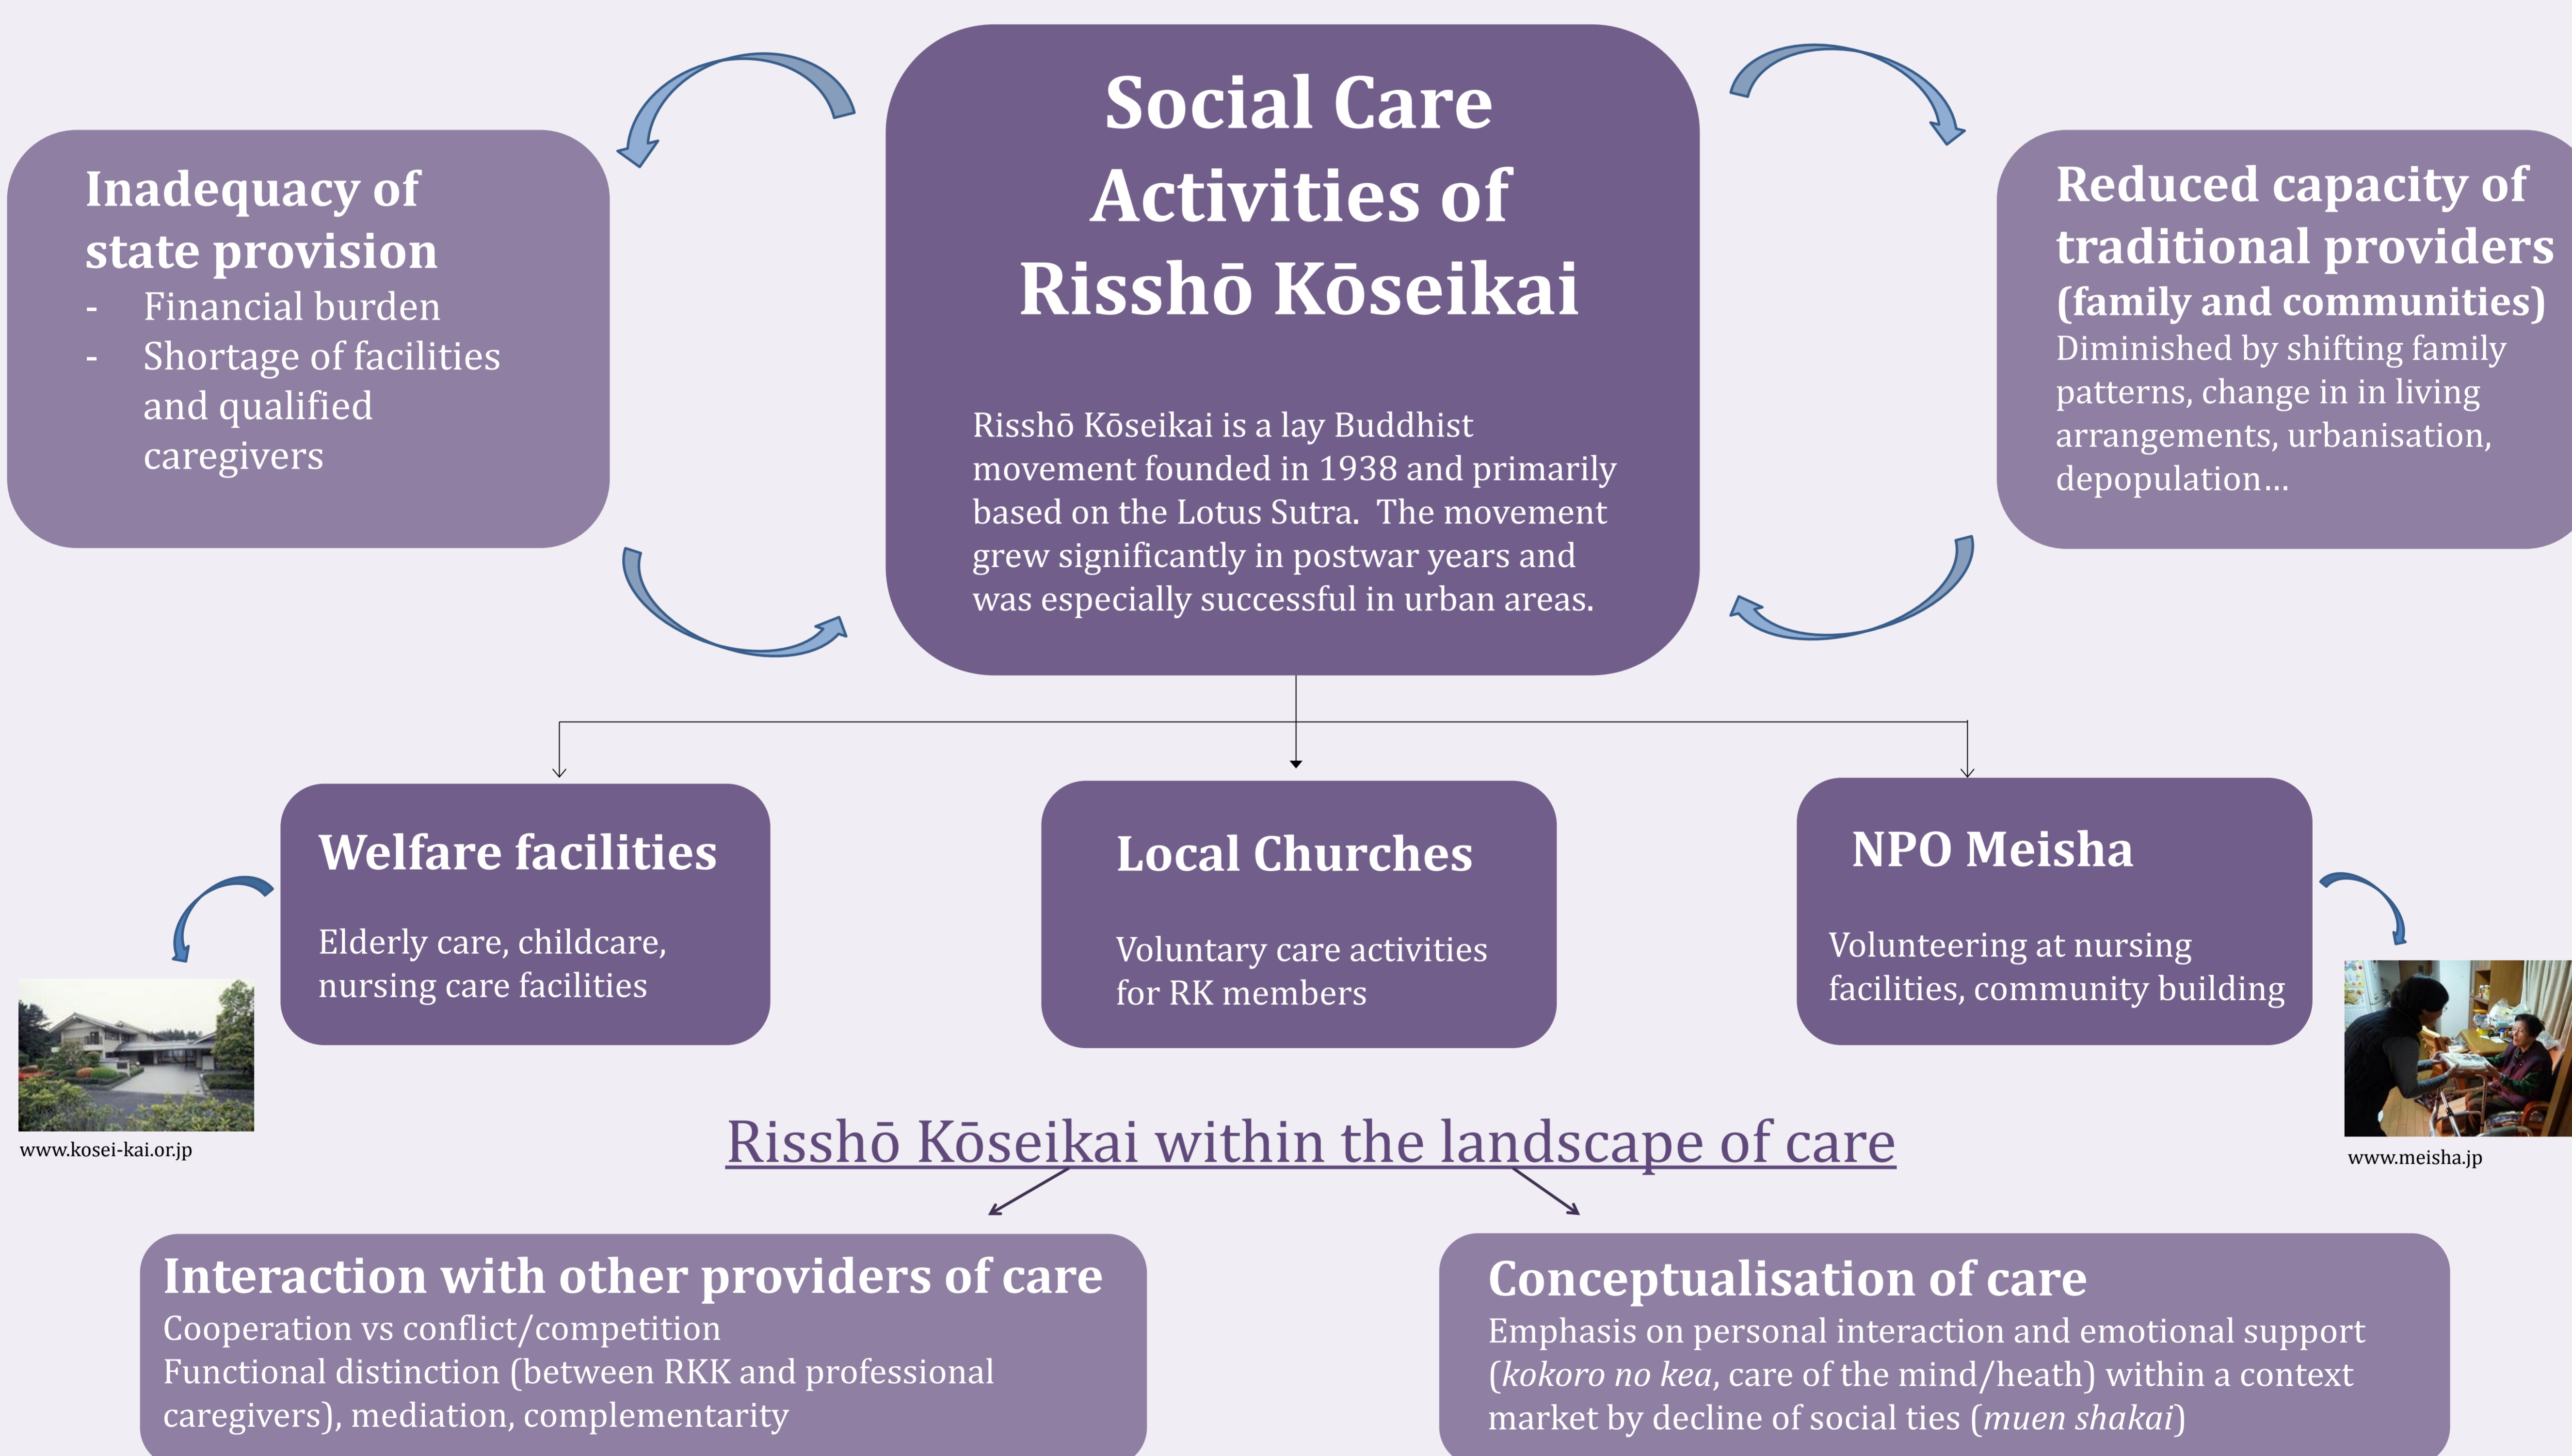 Social Care
Activities of
Risshō Kōseikai
Risshō Kōseikai is a lay Buddhist
movement founded in 1938 and primarily
based on the Lotus Sutra.  The movement
grew significantly in postwar years and
was especially successful in urban areas.
Inadequacy of
state provision
- Financial burden
- Shortage of facilities
and qualified
caregivers
Reduced capacity of
traditional providers
(family and communities)
Diminished by shifting family
patterns, change in in living
arrangements, urbanisation,
depopulation…
Welfare facilities
Elderly care, childcare,
nursing care facilities
Local Churches
Voluntary care activities
for RK members
NPO Meisha
Volunteering at nursing
facilities, community building
www.kosei-kai.or.jp
www.meisha.jp
Risshō Kōseikai within the landscape of care
Interaction with other providers of care
Cooperation vs conflict/competition
Functional distinction (between RKK and professional
caregivers), mediation, complementarity
Conceptualisation of care
Emphasis on personal interaction and emotional support
(kokoro no kea, care of the mind/heath) within a context
market by decline of social ties (muen shakai)